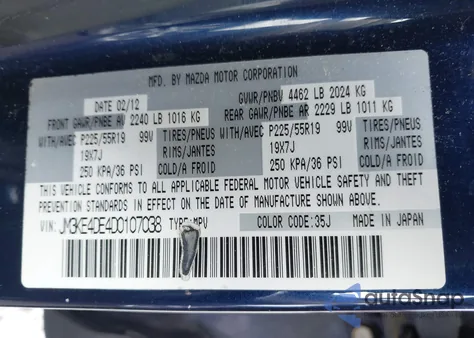 MFD. BY MAZDA MOTOR CORPORATION
DATE 02/12 GVWR/PNBV 4462 LB 2024 KG
FRONT GAWR/PNBE AV 2240 LB 1016 KG REAR GAWR/PNBE AR 2229 LB 1011 KG
WITH/AVEC P225/55R19 99V TIRES/PNEUS WITH/AVEC P225/55R19 99V TIRES/PNEUS
19X7J RIMS/JANTES 19X7J RIMS/JANTES
250 KPA/36 PSI COLD/A FROID 250 KPA/36 PSI COLD/A FROID
THIS VEHICLE CONFORMS TO ALL APPLICABLE FEDERAL MOTOR VEHICLE SAFETY AND THEFT
PREVENTION STANDARDS IN EFFECT ON THE DATE OF MANUFACTURE SHOWN ABOVE.
VIN: JM3KE4DE4D0107038 TYPE: MPV COLOR CODE: 35J MADE IN JAPAN
autoSnap